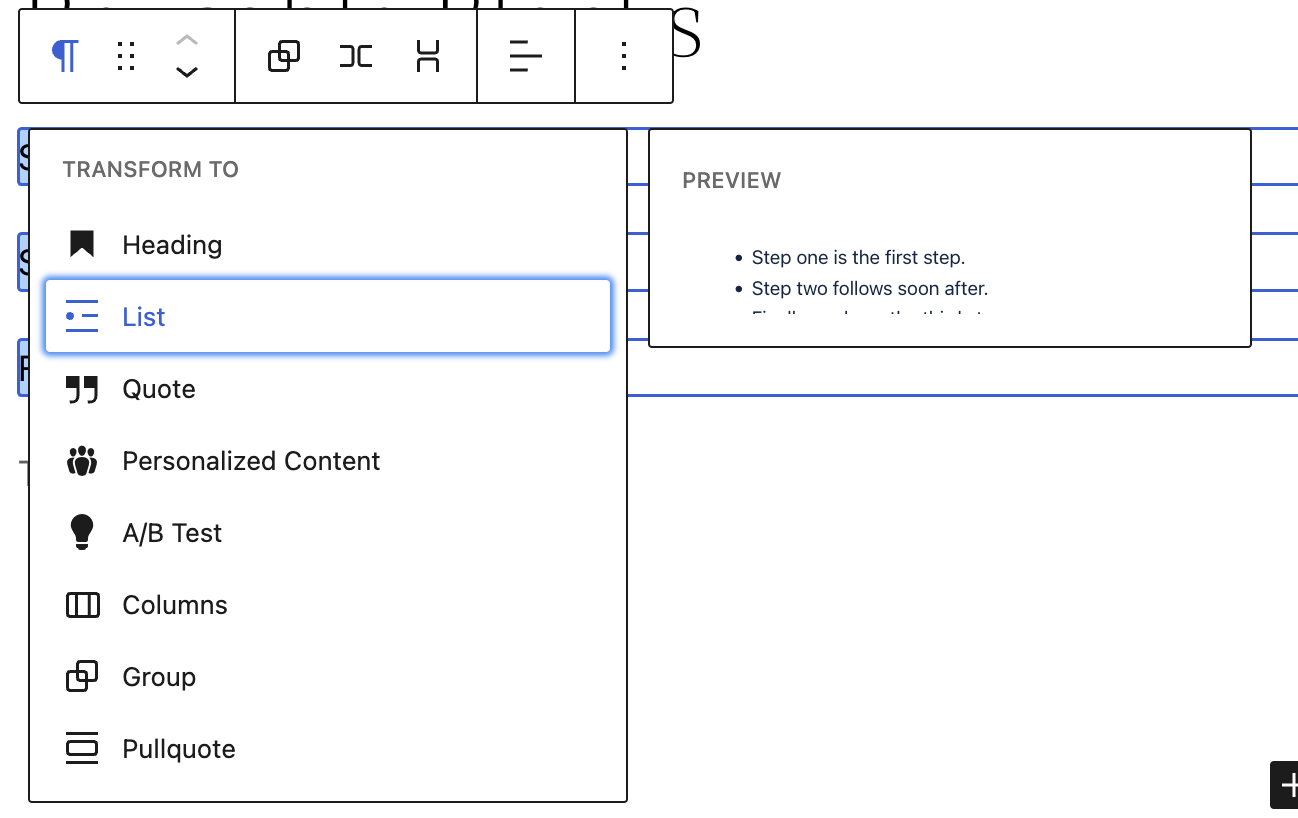 TRANSFORM TO
Heading
List
Quote
Personalized Content
A/B Test
Columns
Group
Pullquote
PREVIEW
• Step one is the first step.
• Step two follows soon after.